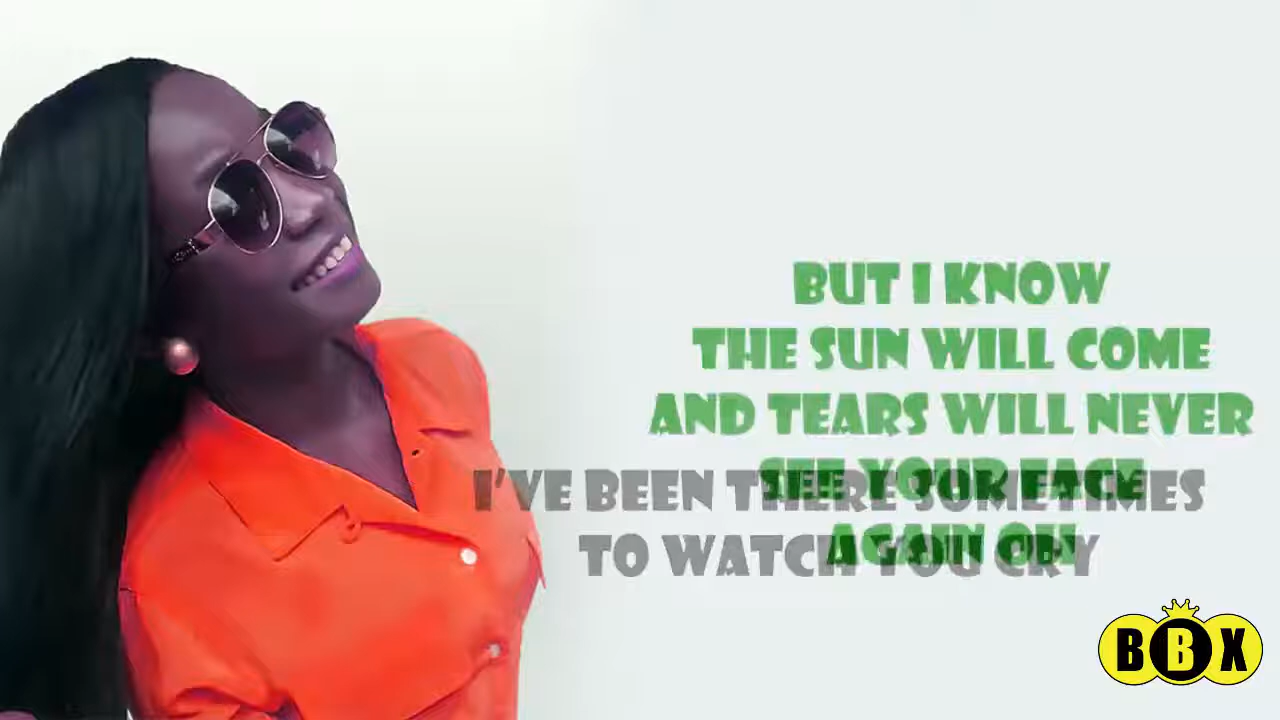 BUT I KNOW
THE SUN WILL COME
AND TEARS WILL NEVER
SEE YOUR FACE
AGAIN OH
I'VE BEEN THERE SOMETIMES
TO WATCH YOU CRY
BBX